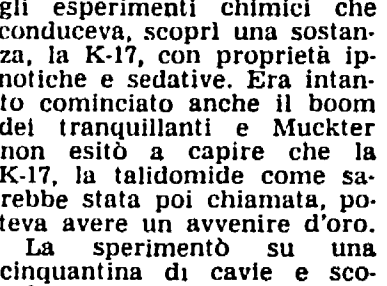 gli esperimenti chimici che
conduceva, scoprì una sostan-
za, la K-17, con proprietà ip-
notiche e sedative. Era intan-
to cominciato anche il boom
dei tranquillanti e Muckter
non esitò a capire che la
K-17, la talidomide come sa-
rebbe stata poi chiamata, po-
teva avere un avvenire d'oro.
La sperimentò su una
cinquantina di cavie e sco-